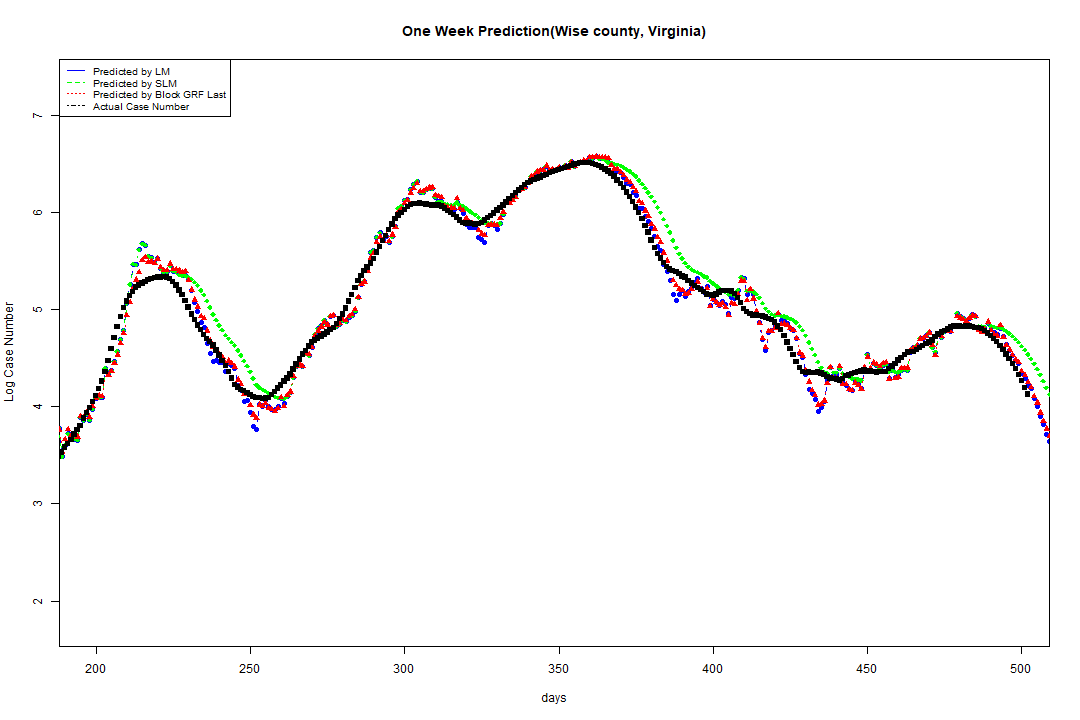 One Week Prediction(Wise county, Virginia)
Predicted by LM
Predicted by SLM
Predicted by Block GRF Last
Actual Case Number
7
6
5
4
3
2
Log Case Number
200 250 300 350 400 450 500
days